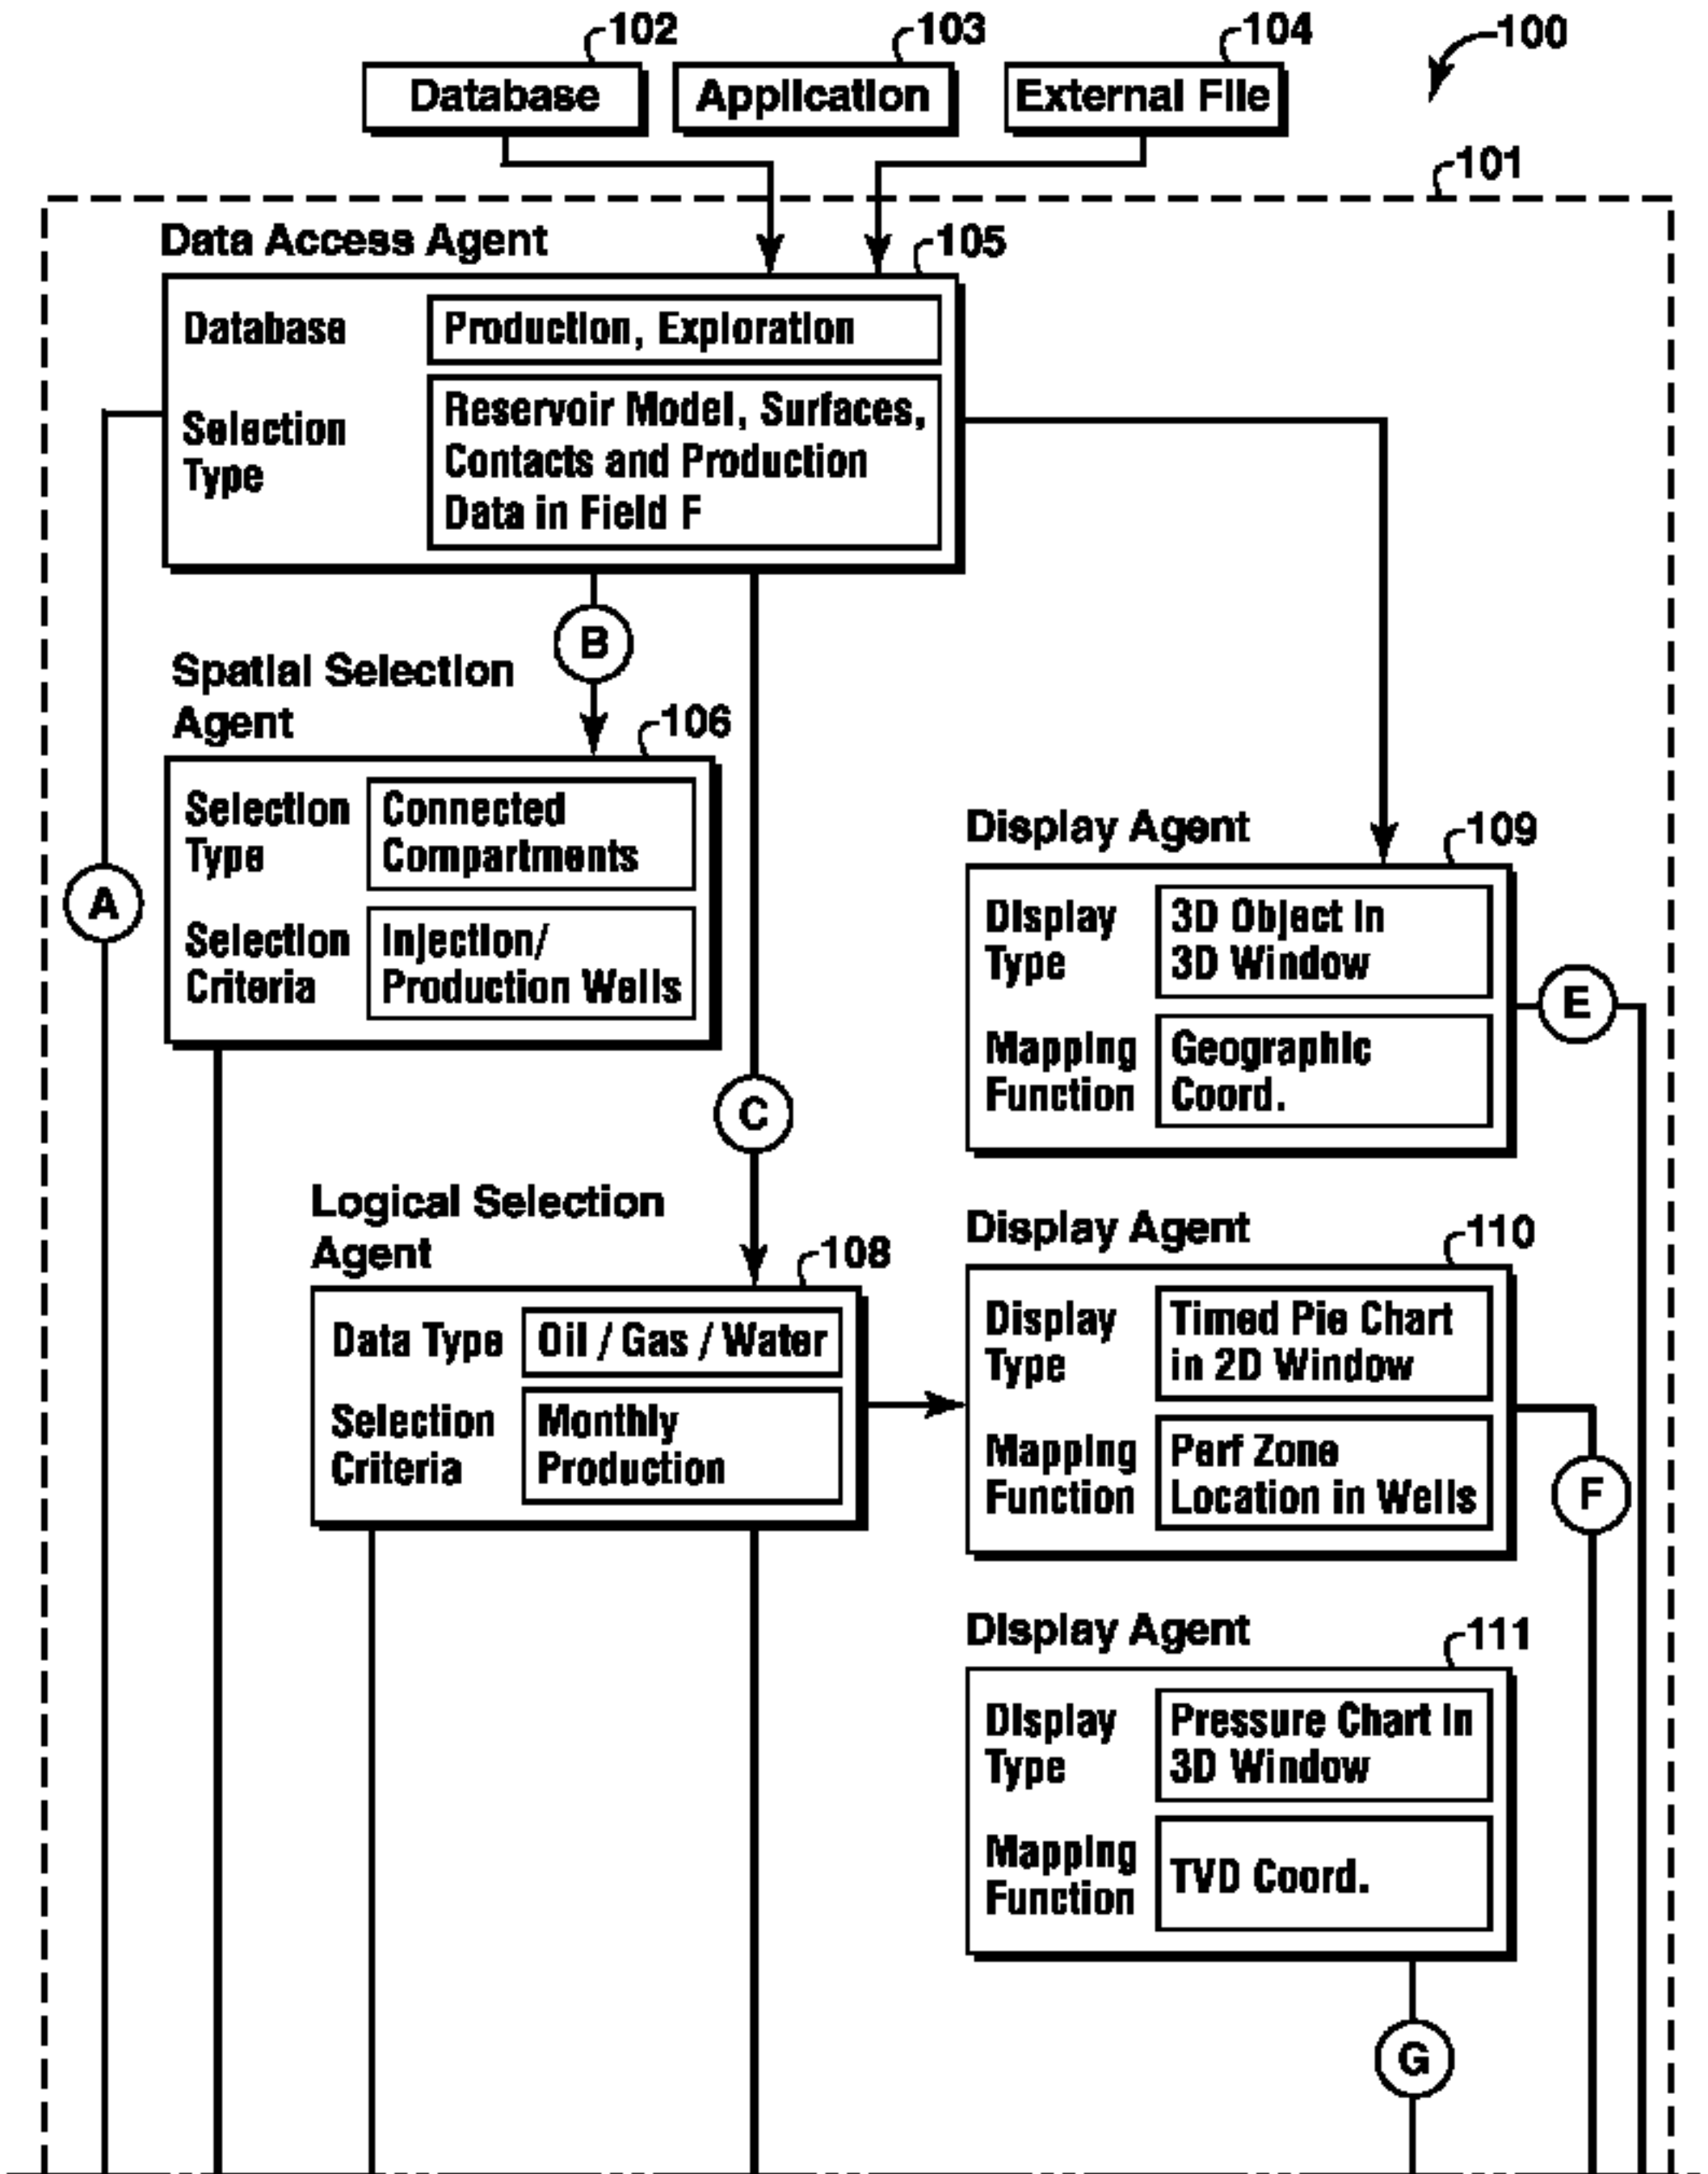 102
103
104
100
Database
Application
External File
101
Data Access Agent
105
Database
Production, Exploration
Selection
Type
Reservoir Model, Surfaces,
Contacts and Production
Data in Field F
B
Spatial Selection
Agent
106
Selection
Type
Connected
Compartments
Selection
Criteria
Injection/
Production Wells
A
Display Agent
109
Display
Type
3D Object in
3D Window
Mapping
Function
Geographic
Coord.
E
C
Logical Selection
Agent
108
Data Type
Oil / Gas / Water
Selection
Criteria
Monthly
Production
Display Agent
110
Display
Type
Timed Pie Chart
in 2D Window
Mapping
Function
Perf Zone
Location in Wells
F
Display Agent
111
Display
Type
Pressure Chart in
3D Window
Mapping
Function
TVD Coord.
G